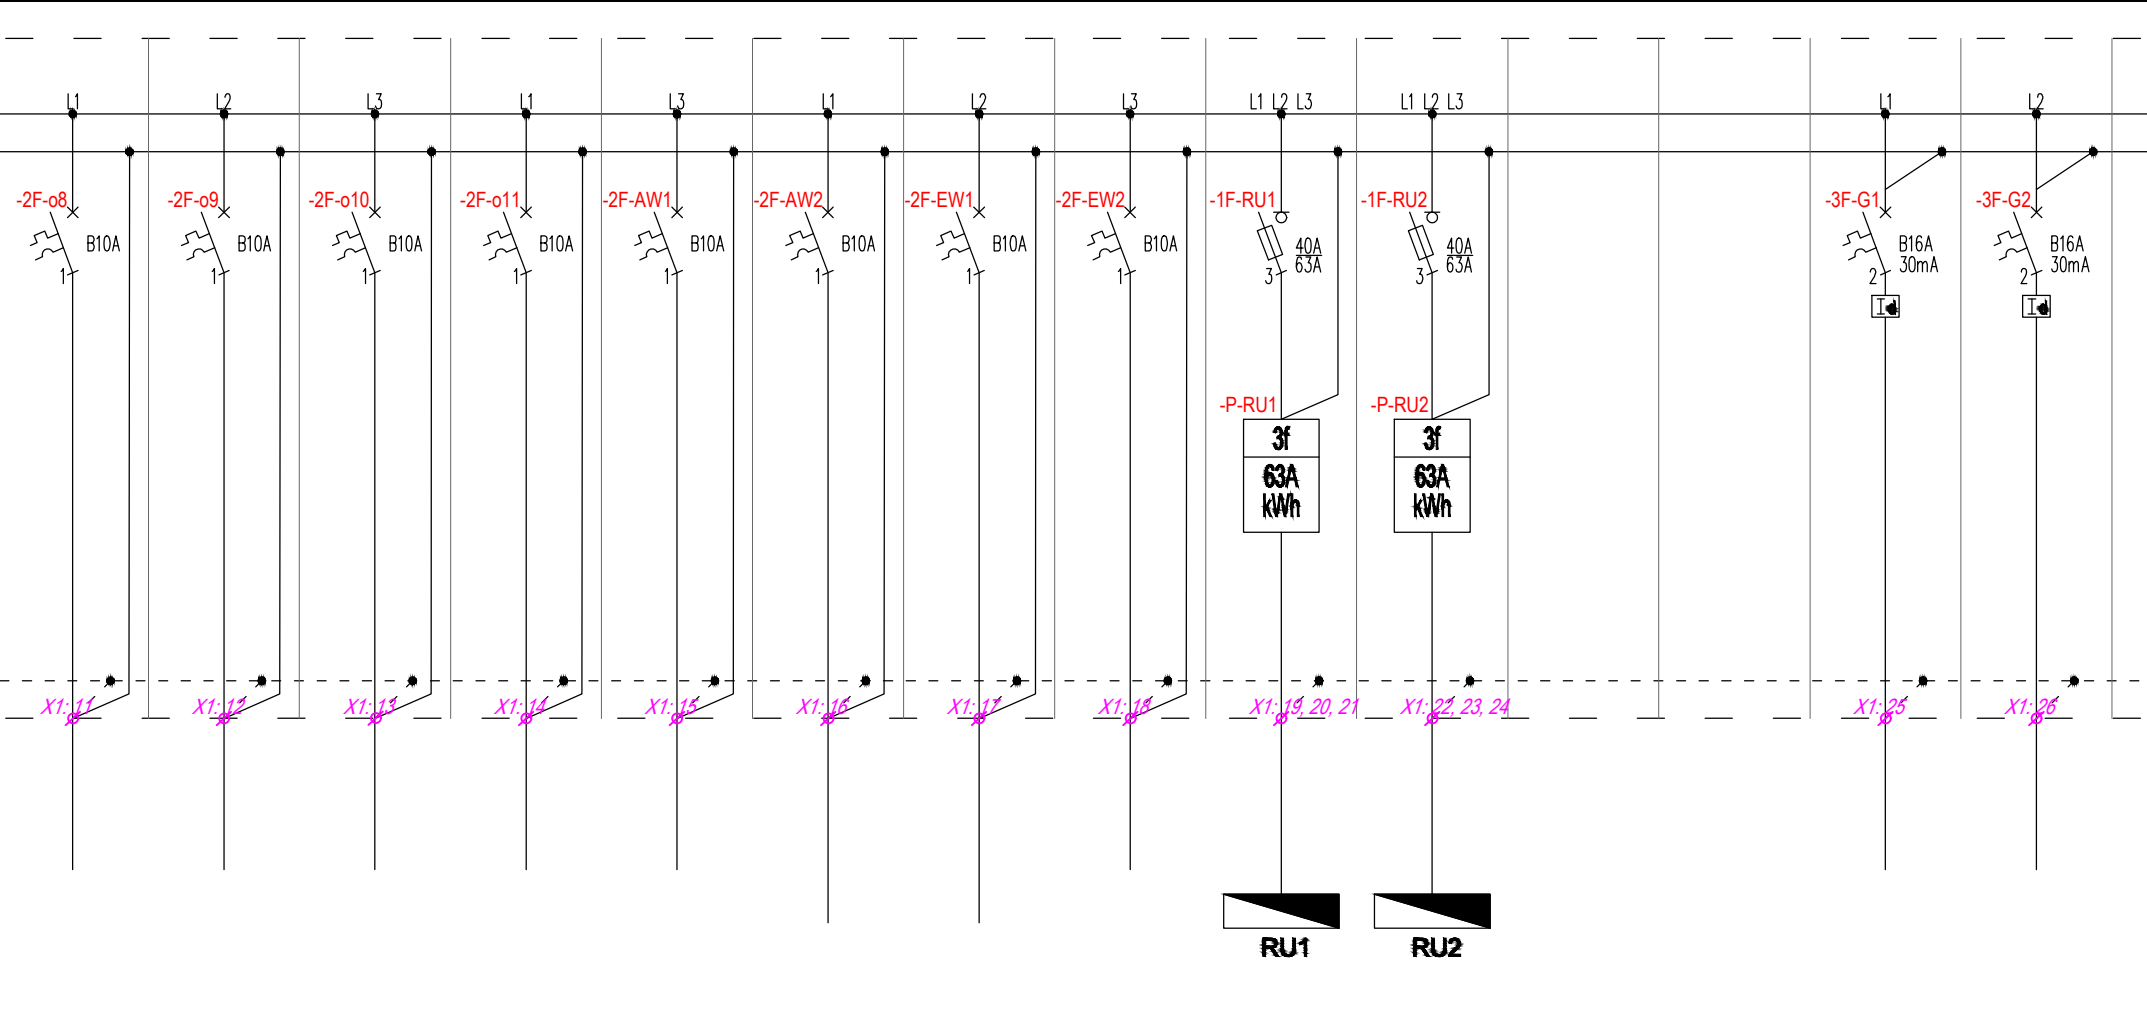 L1 L2 L3 L1 L3 L1 L2 L3 L1 L2 L3 L1 L2 L3 L1 L2
-2F-o8 -2F-o9 -2F-o10 -2F-o11 -2F-AW1 -2F-AW2 -2F-EW1 -2F-EW2 -1F-RU1 -1F-RU2 -3F-G1 -3F-G2
B10A B10A B10A B10A B10A B10A B10A B10A 40A 40A B16A B16A
63A 63A 30mA 30mA
1 1 1 1 1 1 1 1 3 3 2 2
Id Id
-P-RU1 -P-RU2
3f 3f
63A 63A
kWh kWh
X1: 11 X1: 12 X1: 13 X1: 14 X1: 15 X1: 16 X1: 17 X1: 18 X1: 19, 20, 21 X1: 22, 23, 24 X1: 25 X1: 26
RU1 RU2